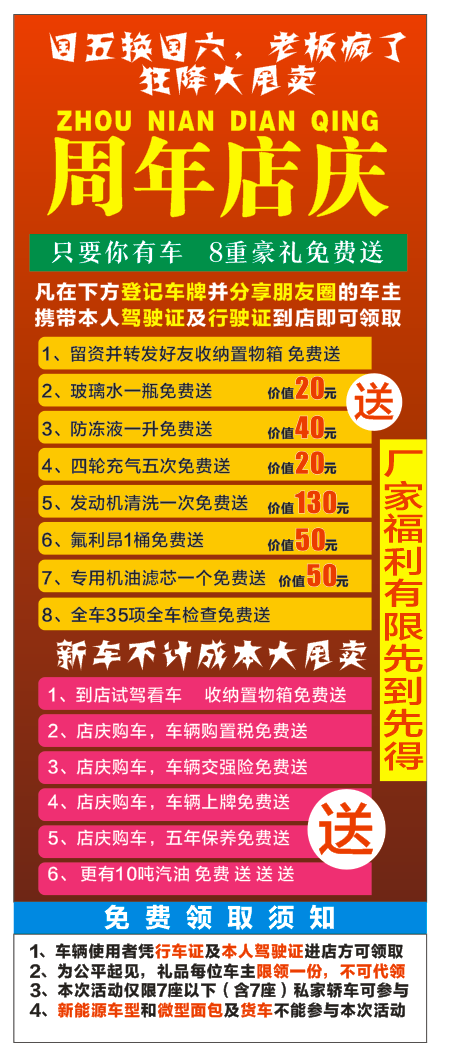 国五换国六，老板疯了
狂降大甩卖
ZHOU NIAN DIAN QING
周年店庆
只要你有车 8重豪礼免费送
凡在下方登记车牌并分享朋友圈的车主
携带本人驾驶证及行驶证到店即可领取
1、留资并转发好友收纳置物箱 免费送
2、玻璃水一瓶免费送 价值20元
3、防冻液一升免费送 价值40元
4、四轮充气五次免费送 价值20元
5、发动机清洗一次免费送 价值130元
6、氟利昂1桶免费送 价值50元
7、专用机油滤芯一个免费送 价值50元
8、全车35项全车检查免费送
送
厂家福利有限先到先得
新车不计成本大甩卖
1、到店试驾看车 收纳置物箱免费送
2、店庆购车，车辆购置税免费送
3、店庆购车，车辆交强险免费送
4、店庆购车，车辆上牌免费送
5、店庆购车，五年保养免费送
6、更有10吨汽油 免费 送 送 送
送
免费领取须知
1、车辆使用者凭行车证及本人驾驶证进店方可领取
2、为公平起见，礼品每位车主限领一份，不可代领
3、本次活动仅限7座以下（含7座）私家轿车可参与
4、新能源车型和微型面包及货车不能参与本次活动